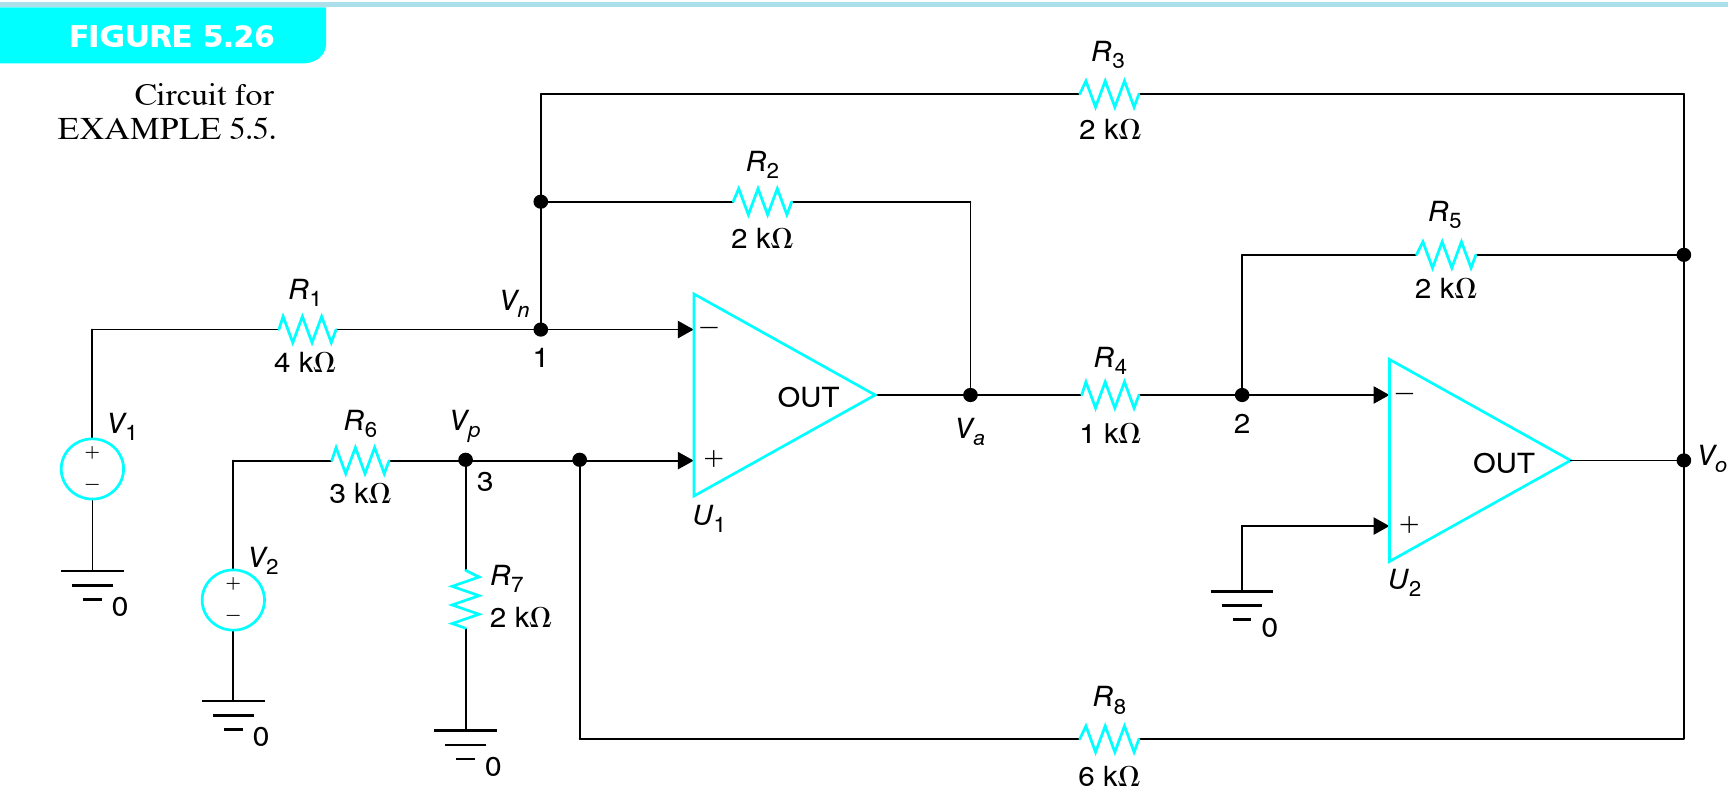 FIGURE 5.26
Circuit for
EXAMPLE 5.5.
R3
2 kΩ
R2
2 kΩ
R5
2 kΩ
R1
4 kΩ
Vn
1
−
+
OUT
U1
R4
1 kΩ
Va
2
−
+
OUT
U2
Vo
V1
+
−
0
R6
3 kΩ
Vp
3
V2
+
−
0
R7
2 kΩ
0
0
R8
6 kΩ